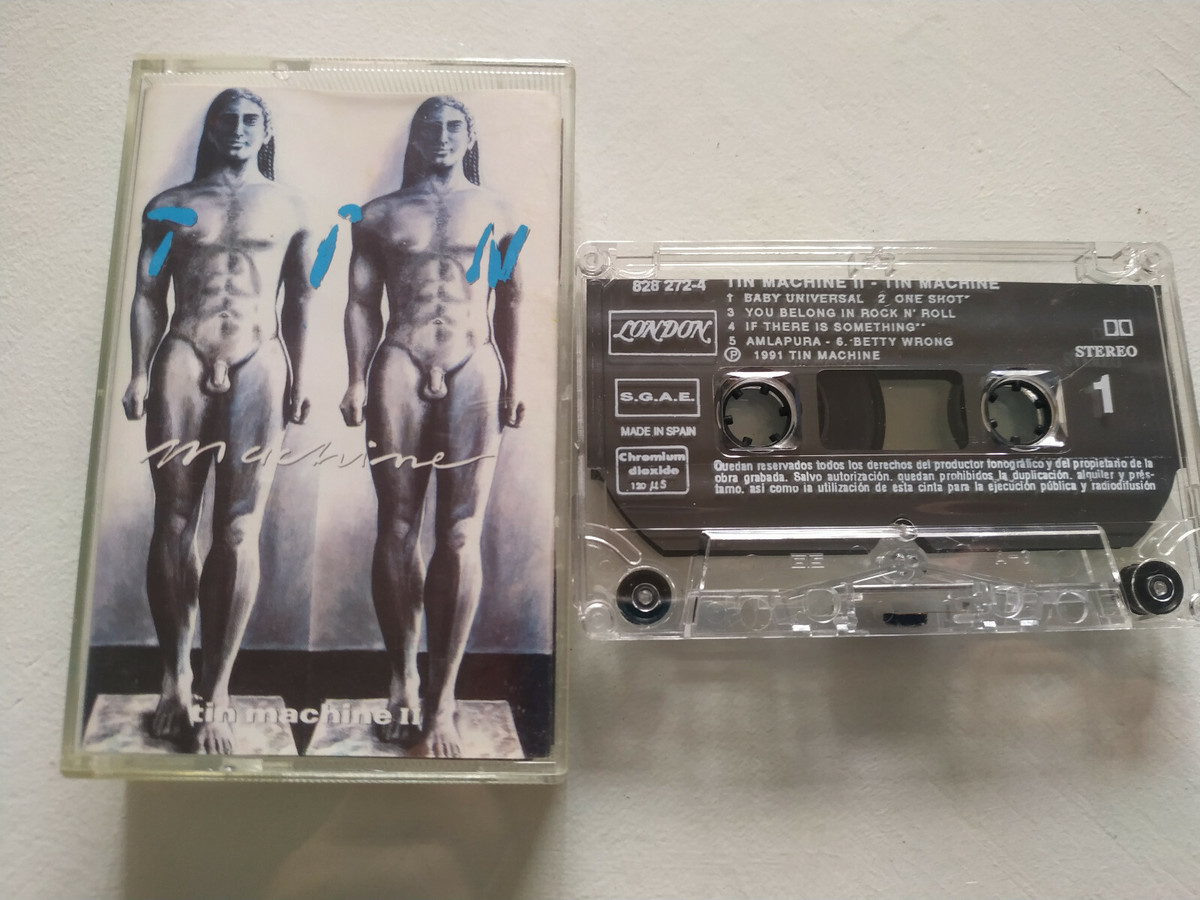 TiN
machine
tin machine II
828 272-4
TIN MACHINE II - TIN MACHINE
1 BABY UNIVERSAL 2 ONE SHOT*
3 YOU BELONG IN ROCK N' ROLL
4 IF THERE IS SOMETHING**
5 AMLAPURA - 6. BETTY WRONG
℗ 1991 TIN MACHINE
LONDON
STEREO
1
S.G.A.E.
MADE IN SPAIN
Chromium
dioxide
120 µS
Quedan reservados todos los derechos del productor fonográfico y del propietario de la
obra grabada. Salvo autorización. quedan prohibidos la duplicación. alquiler y prés-
tamo. así como la utilización de esta cinta para la ejecución pública y radiodifusión